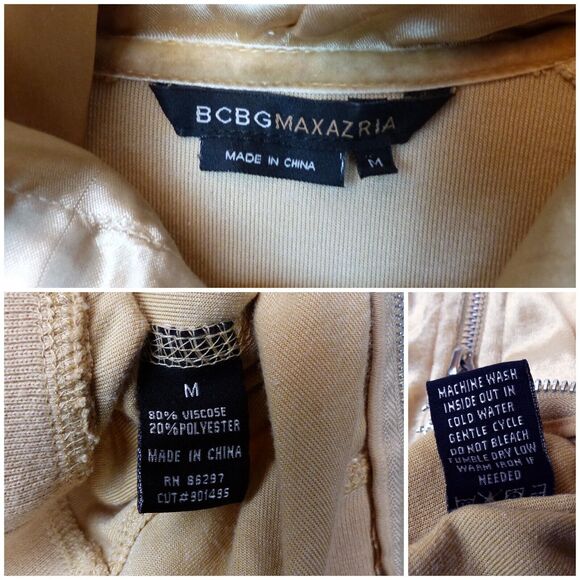 BCBGMAXAZRIA
MADE IN CHINA
M
M
80% VISCOSE
20% POLYESTER
MADE IN CHINA
RN 86297
CUT#901495
MACHINE WASH
INSIDE OUT IN
COLD WATER
GENTLE CYCLE
DO NOT BLEACH
TUMBLE DRY LOW
WARM IRON IF
NEEDED